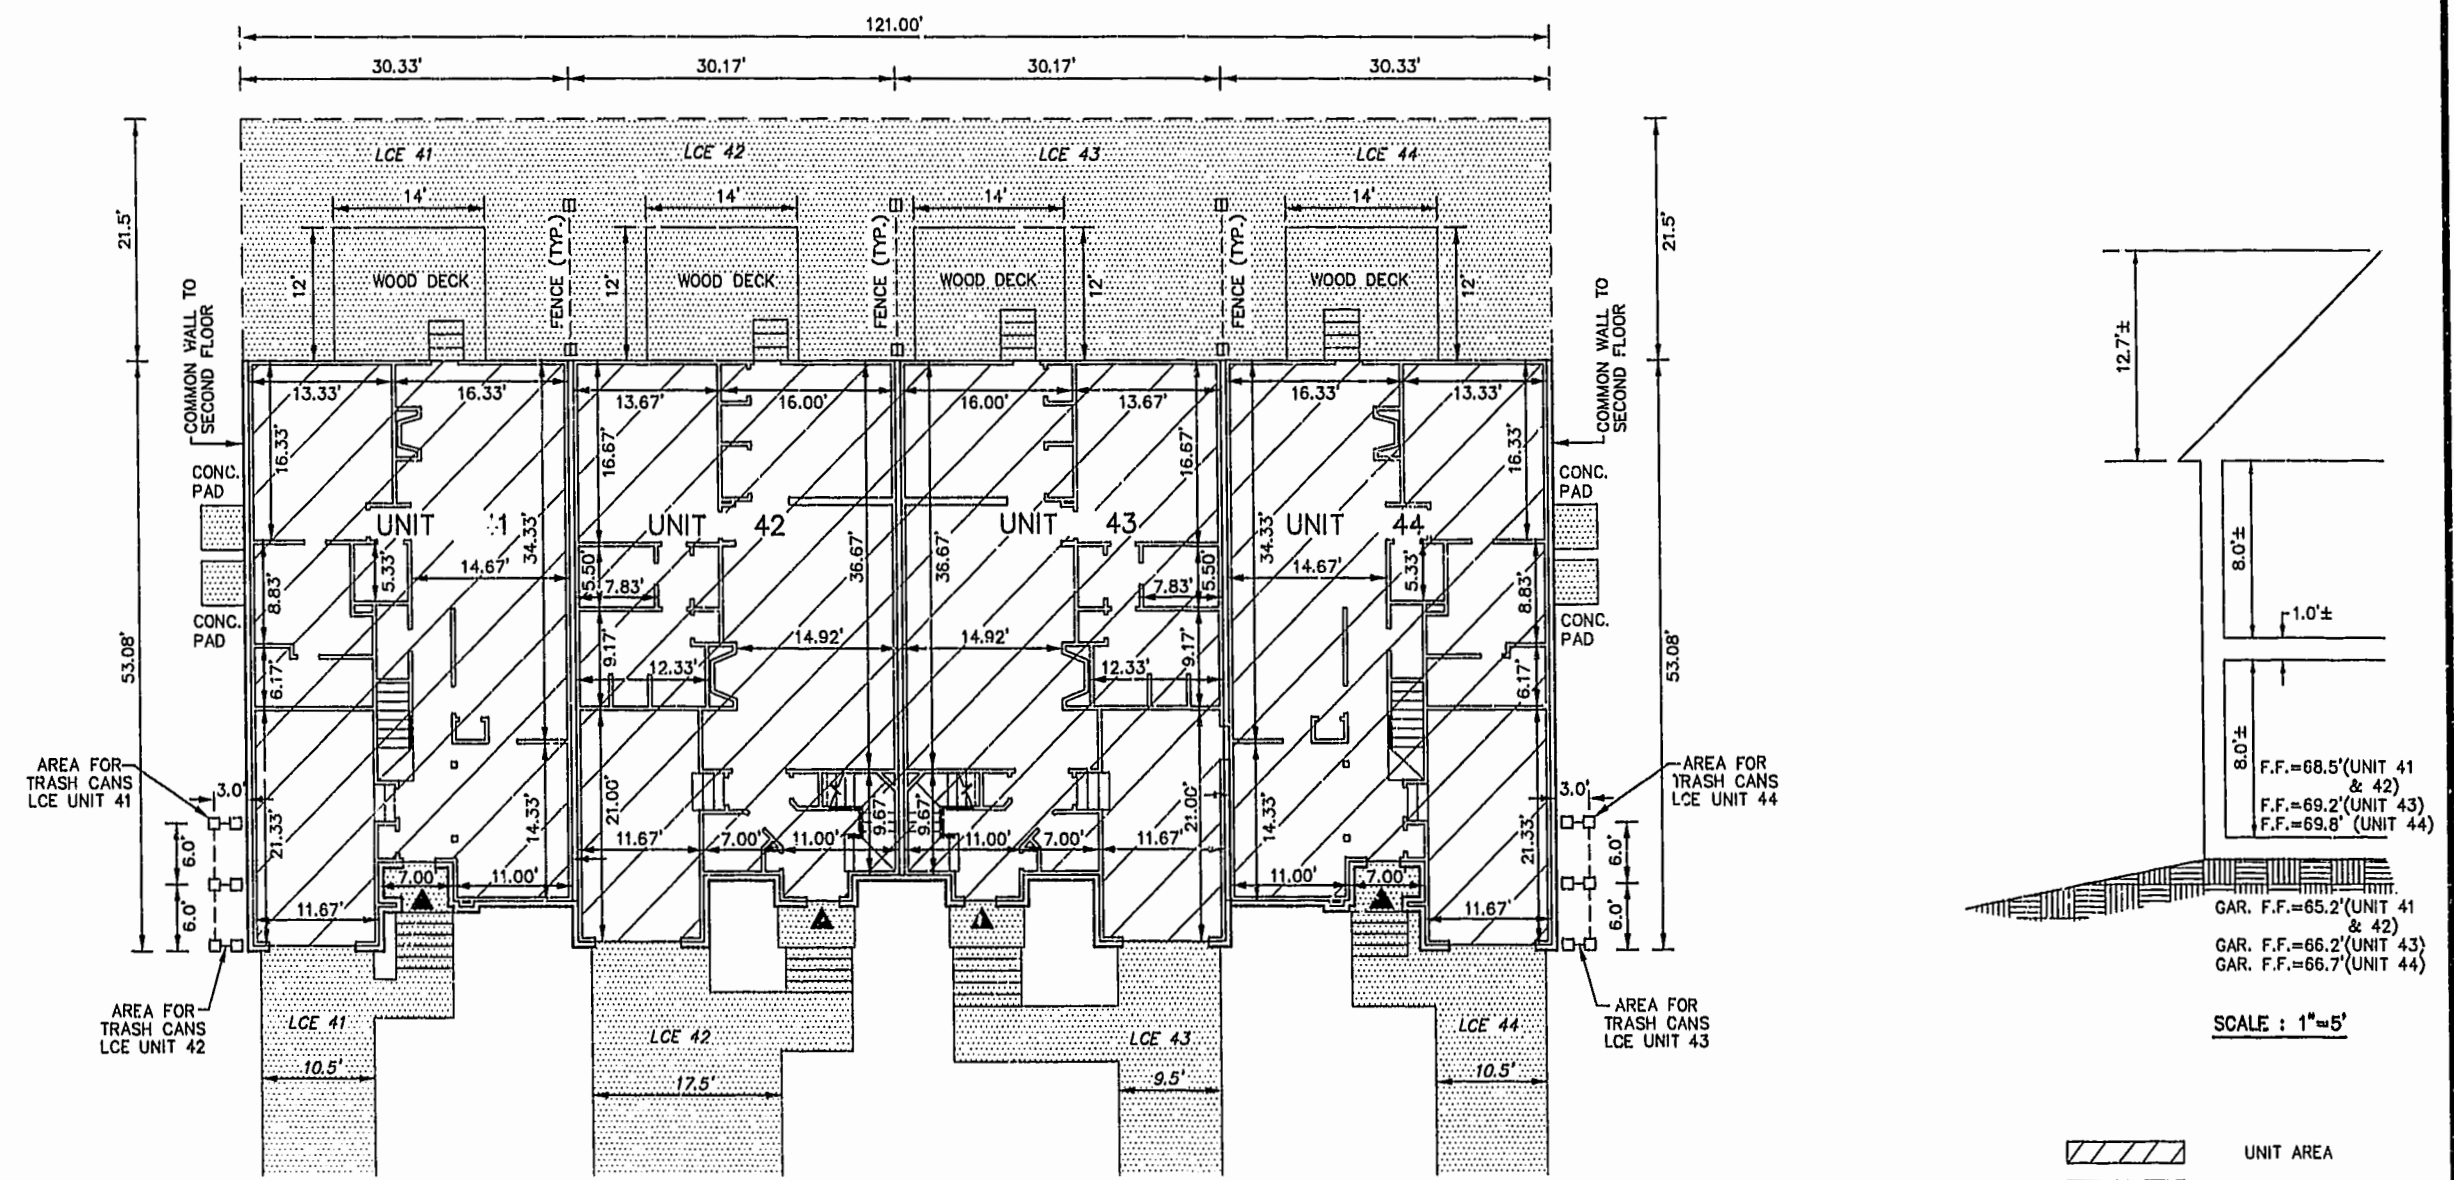 121.00'
30.33' 30.17' 30.17' 30.33'
LCE 41 LCE 42 LCE 43 LCE 44
14' 14' 14' 14'
21.5' 21.5'
FENCE (TYP.) FENCE (TYP.) FENCE (TYP.)
12' 12' 12' 12'
WOOD DECK WOOD DECK WOOD DECK WOOD DECK
COMMON WALL TO
SECOND FLOOR
COMMON WALL TO
SECOND FLOOR
13.33' 16.33' 13.67' 16.00' 16.00' 13.67' 16.33' 13.33'
16.33' 16.67' 16.67' 16.33'
CONC.
PAD
CONC.
PAD
UNIT UNIT 42 UNIT 43 UNIT 44
34.33' 36.67' 36.67' 34.33'
8.83' 5.33' 14.67' 5.50' 7.83' 7.83' 5.50' 14.67' 5.33' 8.83'
CONC.
PAD
CONC.
PAD
53.08' 53.08'
6.17' 9.17' 12.33' 14.92' 14.92' 12.33' 9.17' 6.17'
AREA FOR
TRASH CANS
LCE UNIT 41
AREA FOR
TRASH CANS
LCE UNIT 44
3.0' 3.0'
21.33' 14.33' 21.00' 9.67' 9.67' 21.00' 14.33' 21.33'
6.0' 6.0'
11.67' 7.00' 11.00' 11.00' 7.00' 11.67'
7.00' 11.00' 11.00' 7.00'
6.0' 6.0'
11.67' 11.67'
AREA FOR
TRASH CANS
LCE UNIT 42
AREA FOR
TRASH CANS
LCE UNIT 43
LCE 41 LCE 42 LCE 43 LCE 44
10.5' 17.5' 9.5' 10.5'
12.7'±
8.0'±
1.0'±
8.0'±
F.F.=68.5'(UNIT 41
& 42)
F.F.=69.2'(UNIT 43)
F.F.=69.8' (UNIT 44)
GAR. F.F.=65.2'(UNIT 41
& 42)
GAR. F.F.=66.2'(UNIT 43)
GAR. F.F.=66.7'(UNIT 44)
SCALE : 1"=5'
UNIT AREA